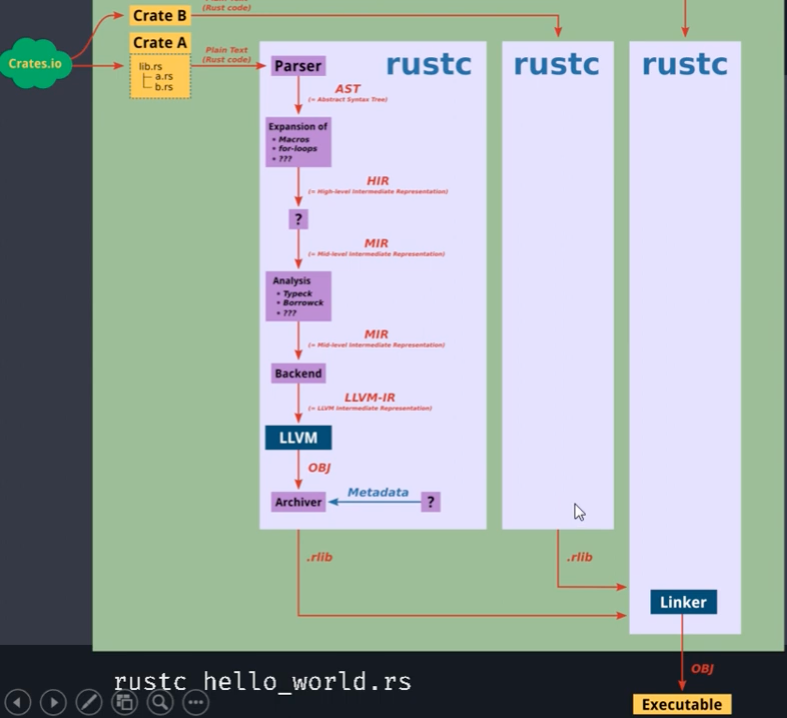 Crate B
(Rust code)
Crates.io
Crate A
lib.rs
a.rs
b.rs
Plain Text
(Rust code)
rustc
Parser
AST
(= Abstract Syntax Tree)
Expansion of
• Macros
• for-loops
• ???
HIR
(= High-level Intermediate Representation)
?
MIR
(= Mid-level Intermediate Representation)
Analysis
• Typeck
• Borrowck
• ???
MIR
(= Mid-level Intermediate Representation)
Backend
LLVM-IR
(= LLVM Intermediate Representation)
LLVM
OBJ
Archiver
Metadata
?
.rlib
rustc
.rlib
rustc
Linker
OBJ
Executable
rustc hello_world.rs